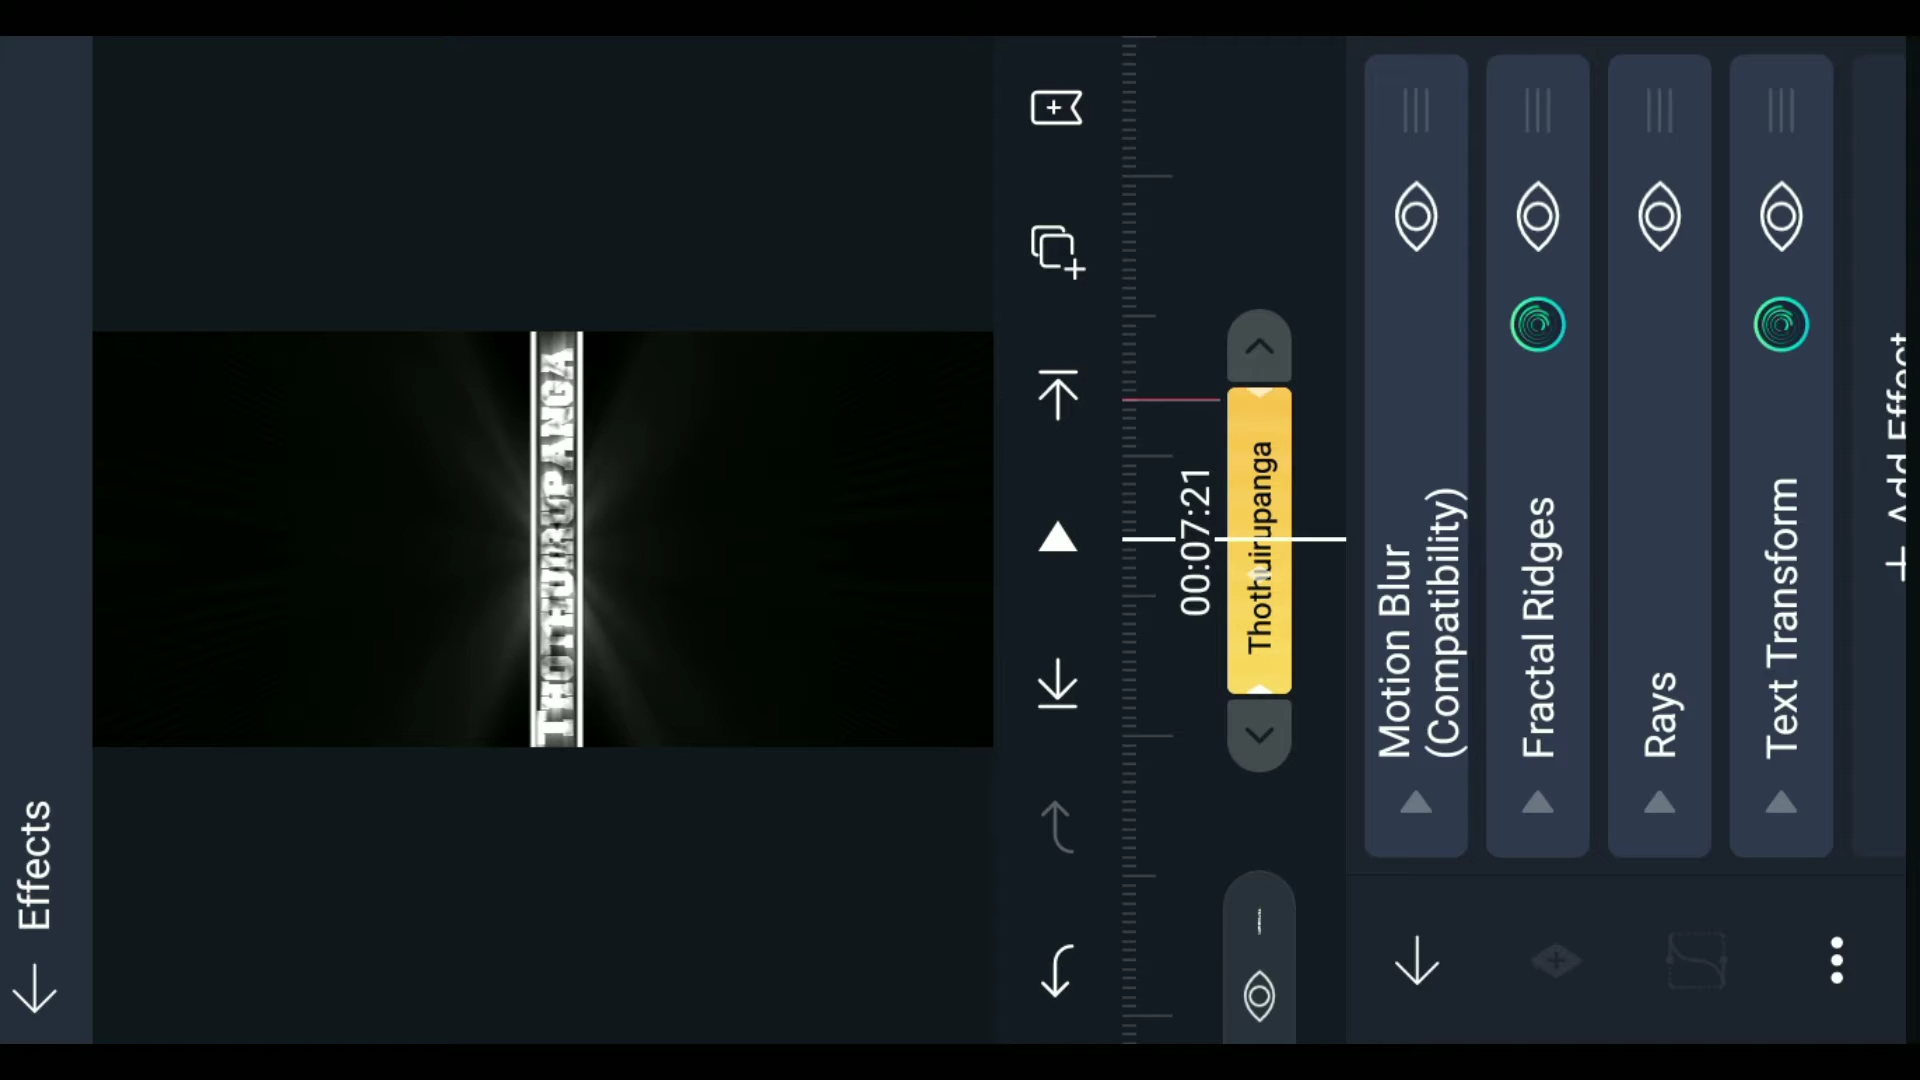 Effects
THOTHUIRUPANGA
00:07:21
Thothuirupanga
Motion Blur
(Compatibility)
Fractal Ridges
Rays
Text Transform
+ Add Effect